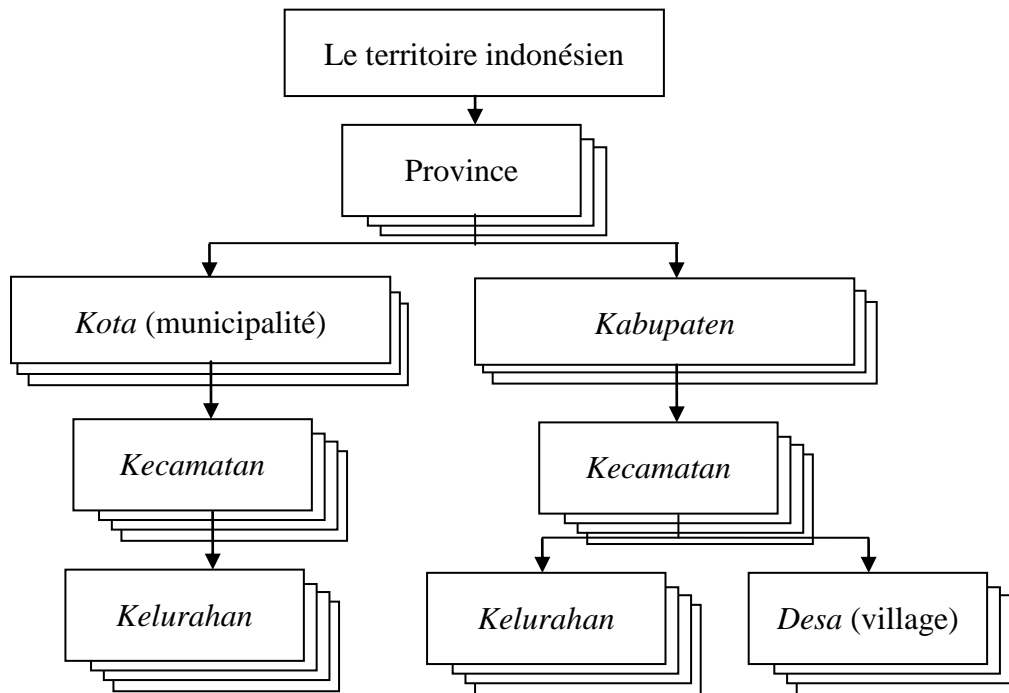 Le territoire indonésien
Province
Kota (municipalité)
Kabupaten
Kecamatan
Kecamatan
Kelurahan
Kelurahan
Desa (village)